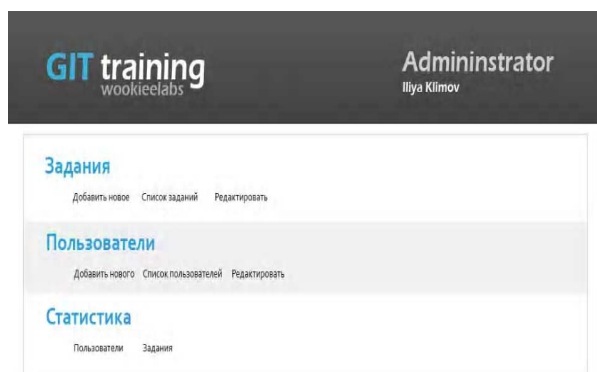 GIT training
wookieelabs
Admininstrator
Iliya Klimov
Задания
Добавить новое Список заданий Редактировать
Пользователи
Добавить нового Список пользователей Редактировать
Статистика
Пользователи Задания